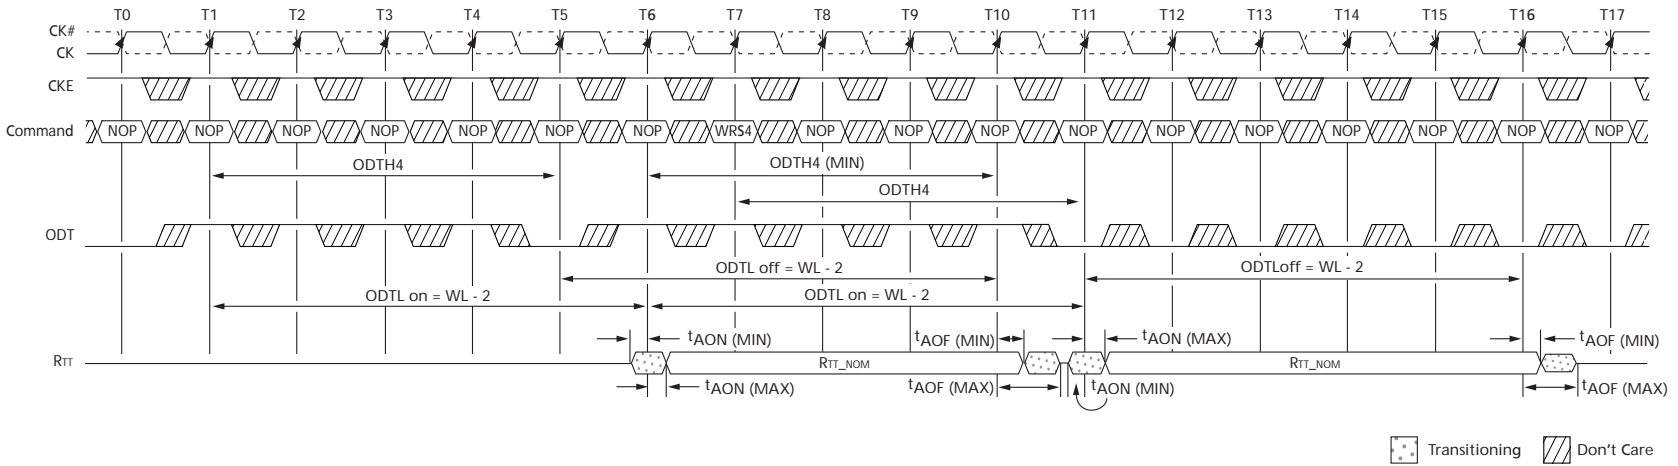 T0 T1 T2 T3 T4 T5 T6 T7 T8 T9 T10 T11 T12 T13 T14 T15 T16 T17
CK#
CK
CKE
Command NOP NOP NOP NOP NOP NOP NOP WRS4 NOP NOP NOP NOP NOP NOP NOP NOP NOP NOP
ODTH4 ODTH4 (MIN)
ODTH4
ODT
ODTL off = WL - 2 ODTLoff = WL - 2
ODTL on = WL - 2 ODTL on = WL - 2
tAON (MIN) tAOF (MIN) tAON (MAX) tAOF (MIN)
RTT RTT_NOM RTT_NOM
tAON (MAX) tAOF (MAX) tAON (MIN) tAOF (MAX)
Transitioning Don't Care